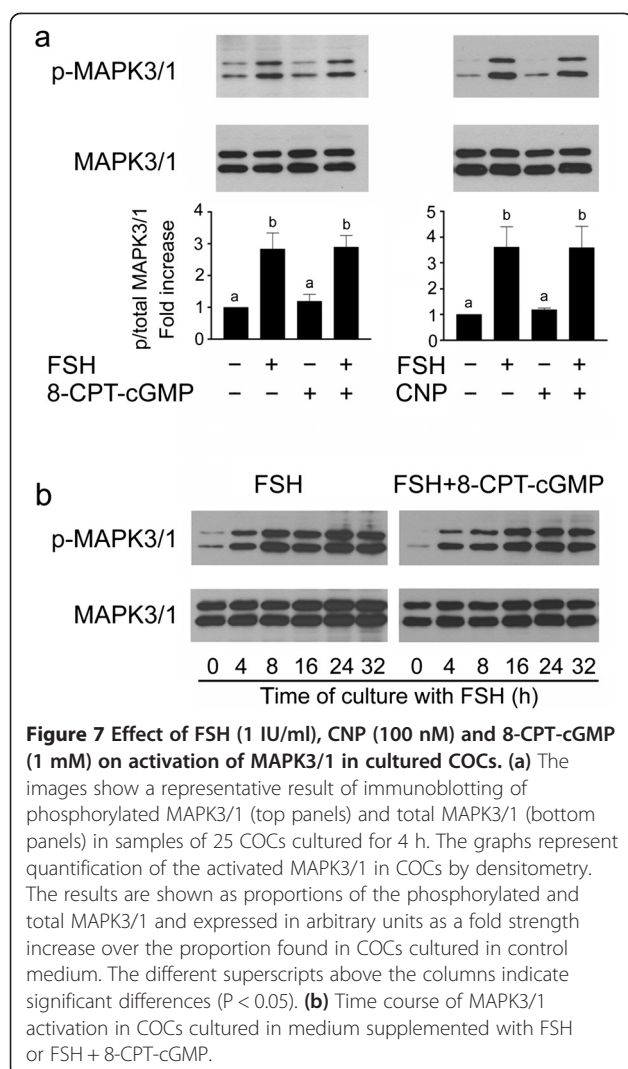 a
p-MAPK3/1
MAPK3/1
p/total MAPK3/1
Fold increase
4
3
2
1
0
a
b
a
b
5
4
3
2
1
0
a
b
a
b
FSH − + − +
8-CPT-cGMP − − + +
FSH − + − +
CNP − − + +
b
FSH
FSH+8-CPT-cGMP
p-MAPK3/1
MAPK3/1
0 4 8 16 24 32
0 4 8 16 24 32
Time of culture with FSH (h)
Figure 7 Effect of FSH (1 IU/ml), CNP (100 nM) and 8-CPT-cGMP
(1 mM) on activation of MAPK3/1 in cultured COCs. (a) The
images show a representative result of immunoblotting of
phosphorylated MAPK3/1 (top panels) and total MAPK3/1 (bottom
panels) in samples of 25 COCs cultured for 4 h. The graphs represent
quantification of the activated MAPK3/1 in COCs by densitometry.
The results are shown as proportions of the phosphorylated and
total MAPK3/1 and expressed in arbitrary units as a fold strength
increase over the proportion found in COCs cultured in control
medium. The different superscripts above the columns indicate
significant differences (P < 0.05). (b) Time course of MAPK3/1
activation in COCs cultured in medium supplemented with FSH
or FSH + 8-CPT-cGMP.